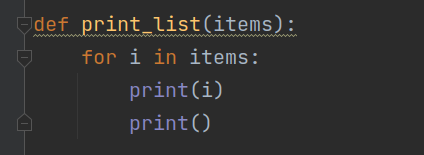 def print_list(items):
    for i in items:
        print(i)
        print()